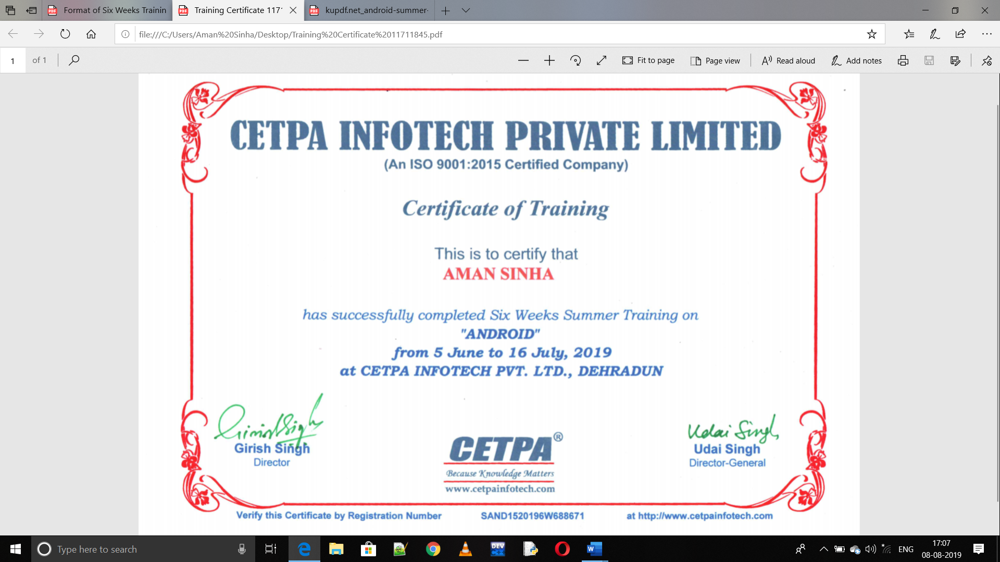 Format of Six Weeks Trainin
Training Certificate 1171
kupdf.net_android-summer-
file:///C:/Users/Aman%20Sinha/Desktop/Training%20Certificate%2011711845.pdf
1 of 1
Fit to page
Page view
Read aloud
Add notes
CETPA INFOTECH PRIVATE LIMITED
(An ISO 9001:2015 Certified Company)
Certificate of Training
This is to certify that
AMAN SINHA
has successfully completed Six Weeks Summer Training on
"ANDROID"
from 5 June to 16 July, 2019
at CETPA INFOTECH PVT. LTD., DEHRADUN
Girish Singh
Girish Singh
Director
CETPA®
Because Knowledge Matters
www.cetpainfotech.com
Udai Singh
Udai Singh
Director-General
Verify this Certificate by Registration Number SAND1520196W688671 at http://www.cetpainfotech.com
Type here to search
DEV C++
ENG
17:07
08-08-2019